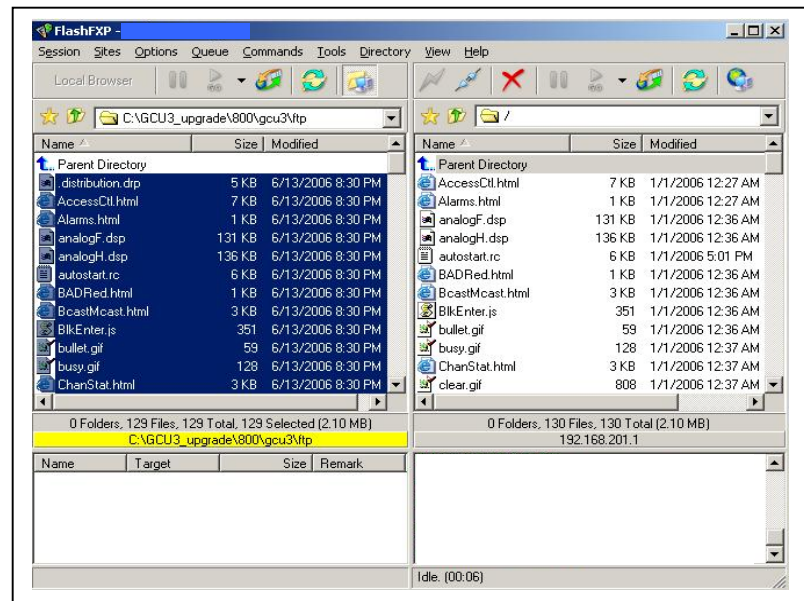 FlashFXP -
Session Sites Options Queue Commands Tools Directory View Help
Local Browser
C:\GCU3_upgrade\800\gcu3\ftp
Name Size Modified
Parent Directory
.distribution.drp 5 KB 6/13/2006 8:30 PM
AccessCtl.html 7 KB 6/13/2006 8:30 PM
Alarms.html 1 KB 6/13/2006 8:30 PM
analogF.dsp 131 KB 6/13/2006 8:30 PM
analogH.dsp 136 KB 6/13/2006 8:30 PM
autostart.rc 6 KB 6/13/2006 8:30 PM
BADRed.html 1 KB 6/13/2006 8:30 PM
BcastMcast.html 3 KB 6/13/2006 8:30 PM
BlkEnter.js 351 6/13/2006 8:30 PM
bullet.gif 59 6/13/2006 8:30 PM
busy.gif 128 6/13/2006 8:30 PM
ChanStat.html 3 KB 6/13/2006 8:30 PM
0 Folders, 129 Files, 129 Total, 129 Selected (2.10 MB)
C:\GCU3_upgrade\800\gcu3\ftp
Name Target Size Remark
/
Name Size Modified
Parent Directory
AccessCtl.html 7 KB 1/1/2006 12:27 AM
Alarms.html 1 KB 1/1/2006 12:27 AM
analogF.dsp 131 KB 1/1/2006 12:36 AM
analogH.dsp 136 KB 1/1/2006 12:36 AM
autostart.rc 6 KB 1/1/2006 5:01 PM
BADRed.html 1 KB 1/1/2006 12:36 AM
BcastMcast.html 3 KB 1/1/2006 12:36 AM
BlkEnter.js 351 1/1/2006 12:36 AM
bullet.gif 59 1/1/2006 12:36 AM
busy.gif 128 1/1/2006 12:37 AM
ChanStat.html 3 KB 1/1/2006 12:37 AM
clear.gif 808 1/1/2006 12:37 AM
0 Folders, 130 Files, 130 Total (2.10 MB)
192.168.201.1
Idle. (00:06)